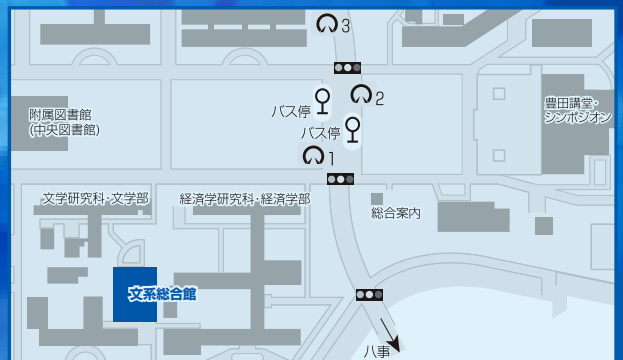 3
2
バス停
バス停
1
附属図書館
(中央図書館)
豊田講堂・
シンポジオン
文学研究科・文学部
経済学研究科・経済学部
総合案内
文系総合館
八事